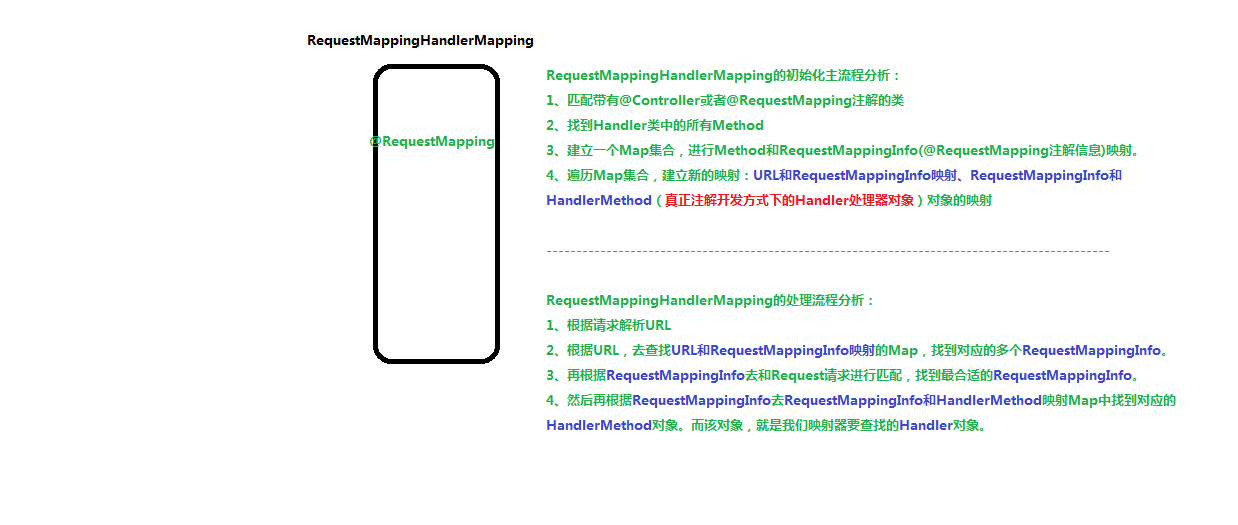 RequestMappingHandlerMapping
@RequestMapping
RequestMappingHandlerMapping的初始化主流程分析：
1、匹配带有@Controller或者@RequestMapping注解的类
2、找到Handler类中的所有Method
3、建立一个Map集合，进行Method和RequestMappingInfo(@RequestMapping注解信息)映射。
4、遍历Map集合，建立新的映射：URL和RequestMappingInfo映射、RequestMappingInfo和
HandlerMethod（真正注解开发方式下的Handler处理器对象）对象的映射
RequestMappingHandlerMapping的处理流程分析：
1、根据请求解析URL
2、根据URL，去查找URL和RequestMappingInfo映射的Map，找到对应的多个RequestMappingInfo。
3、再根据RequestMappingInfo去和Request请求进行匹配，找到最合适的RequestMappingInfo。
4、然后再根据RequestMappingInfo去RequestMappingInfo和HandlerMethod映射Map中找到对应的
HandlerMethod对象。而该对象，就是我们映射器要查找的Handler对象。